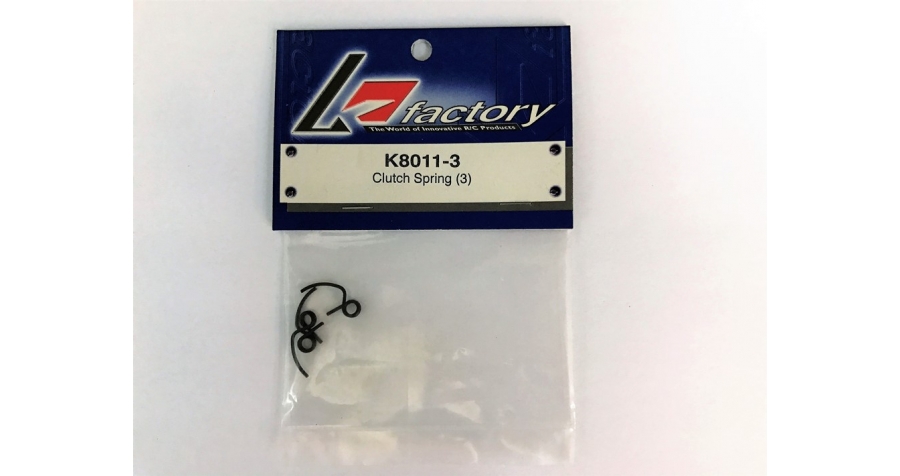 K factory
The World of Innovative R/C Products
K8011-3
Clutch Spring (3)